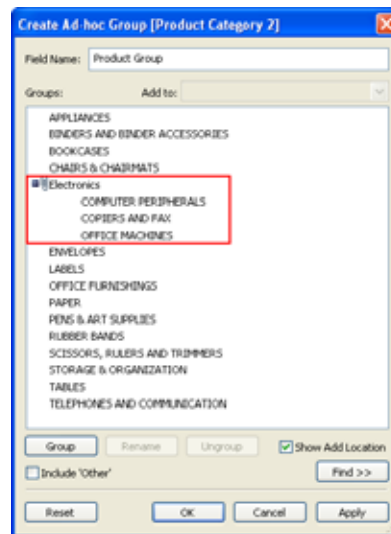 Create Ad-hoc Group [Product Category 2]
Field Name: Product Group
Groups: Add to:
APPLIANCES
BINDERS AND BINDER ACCESSORIES
BOOKCASES
CHAIRS & CHAIRMATS
Electronics
COMPUTER PERIPHERALS
COPIERS AND FAX
OFFICE MACHINES
ENVELOPES
LABELS
OFFICE FURNISHINGS
PAPER
PENS & ART SUPPLIES
RUBBER BANDS
SCISSORS, RULERS AND TRIMMERS
STORAGE & ORGANIZATION
TABLES
TELEPHONES AND COMMUNICATION
Group Rename Ungroup Show Add Location
Include 'Other' Find >>
Reset OK Cancel Apply